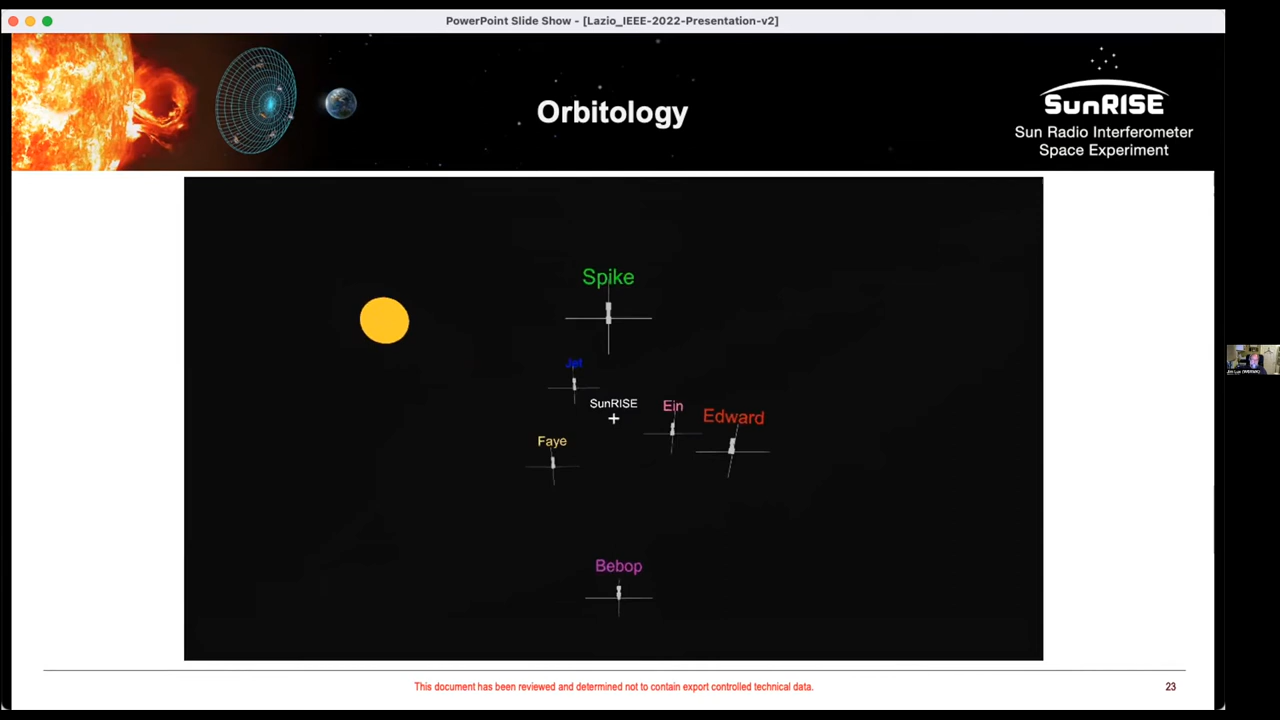 PowerPoint Slide Show - [Lazio_IEEE-2022-Presentation-v2]
Orbitology
SunRISE
Sun Radio Interferometer
Space Experiment
Spike
Jet
SunRISE
Ein
Edward
Faye
Bebop
This document has been reviewed and determined not to contain export controlled technical data.
23